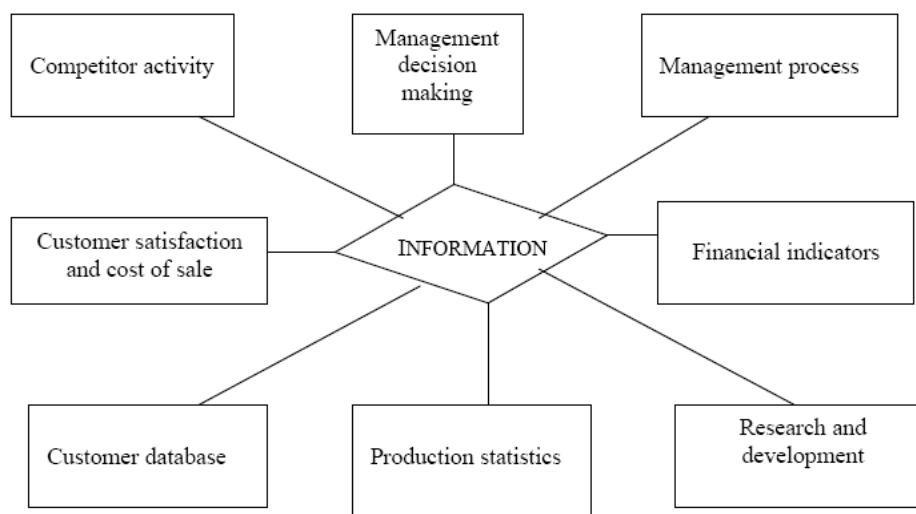 Competitor activity
Management
decision
making
Management process
Customer satisfaction
and cost of sale
INFORMATION
Financial indicators
Customer database
Production statistics
Research and
development